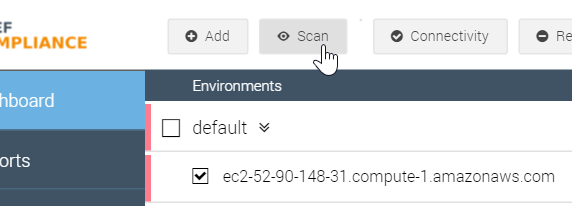 EF
MPLIANCE
Add
Scan
Connectivity
Re
hboard
orts
Environments
default
ec2-52-90-148-31.compute-1.amazonaws.com